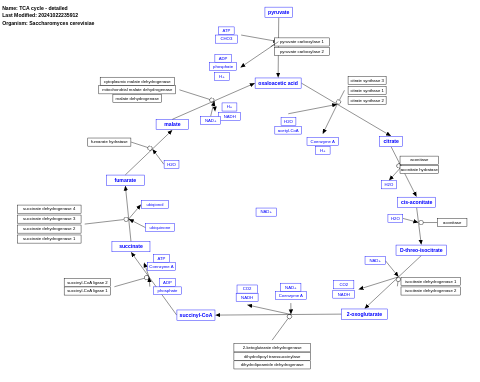 Name: TCA cycle - detailed
Last Modified: 20241022235912
Organism: Saccharomyces cerevisiae
pyruvate
ATP
CI/CO3
pyruvate carboxylase 1
pyruvate carboxylase 2
ADP
phosphate
H+
oxaloacetic acid
cytoplasmic malate dehydrogenase
mitochondrial malate dehydrogenase
malate dehydrogenase
citrate synthase 3
citrate synthase 1
citrate synthase 2
H+
NADH
NAD+
malate
H2O
acetyl-CoA
Coenzyme A
H+
citrate
fumarate hydratase
H2O
aconitase
aconitate hydratase
H2O
fumarate
cis-aconitate
ubiquinol
NAD+
succinate dehydrogenase 4
succinate dehydrogenase 3
succinate dehydrogenase 2
succinate dehydrogenase 1
H2O
aconitase
ubiquinone
succinate
D-threo-isocitrate
ATP
Coenzyme A
NAD+
succinyl-CoA ligase 2
succinyl-CoA ligase 1
ADP
phosphate
isocitrate dehydrogenase 1
isocitrate dehydrogenase 2
CO2
NADH
NAD+
Coenzyme A
CO2
NADH
succinyl-CoA
2-oxoglutarate
2-ketoglutarate dehydrogenase
dihydrolipoyl transsuccinylase
dihydrolipoamide dehydrogenase